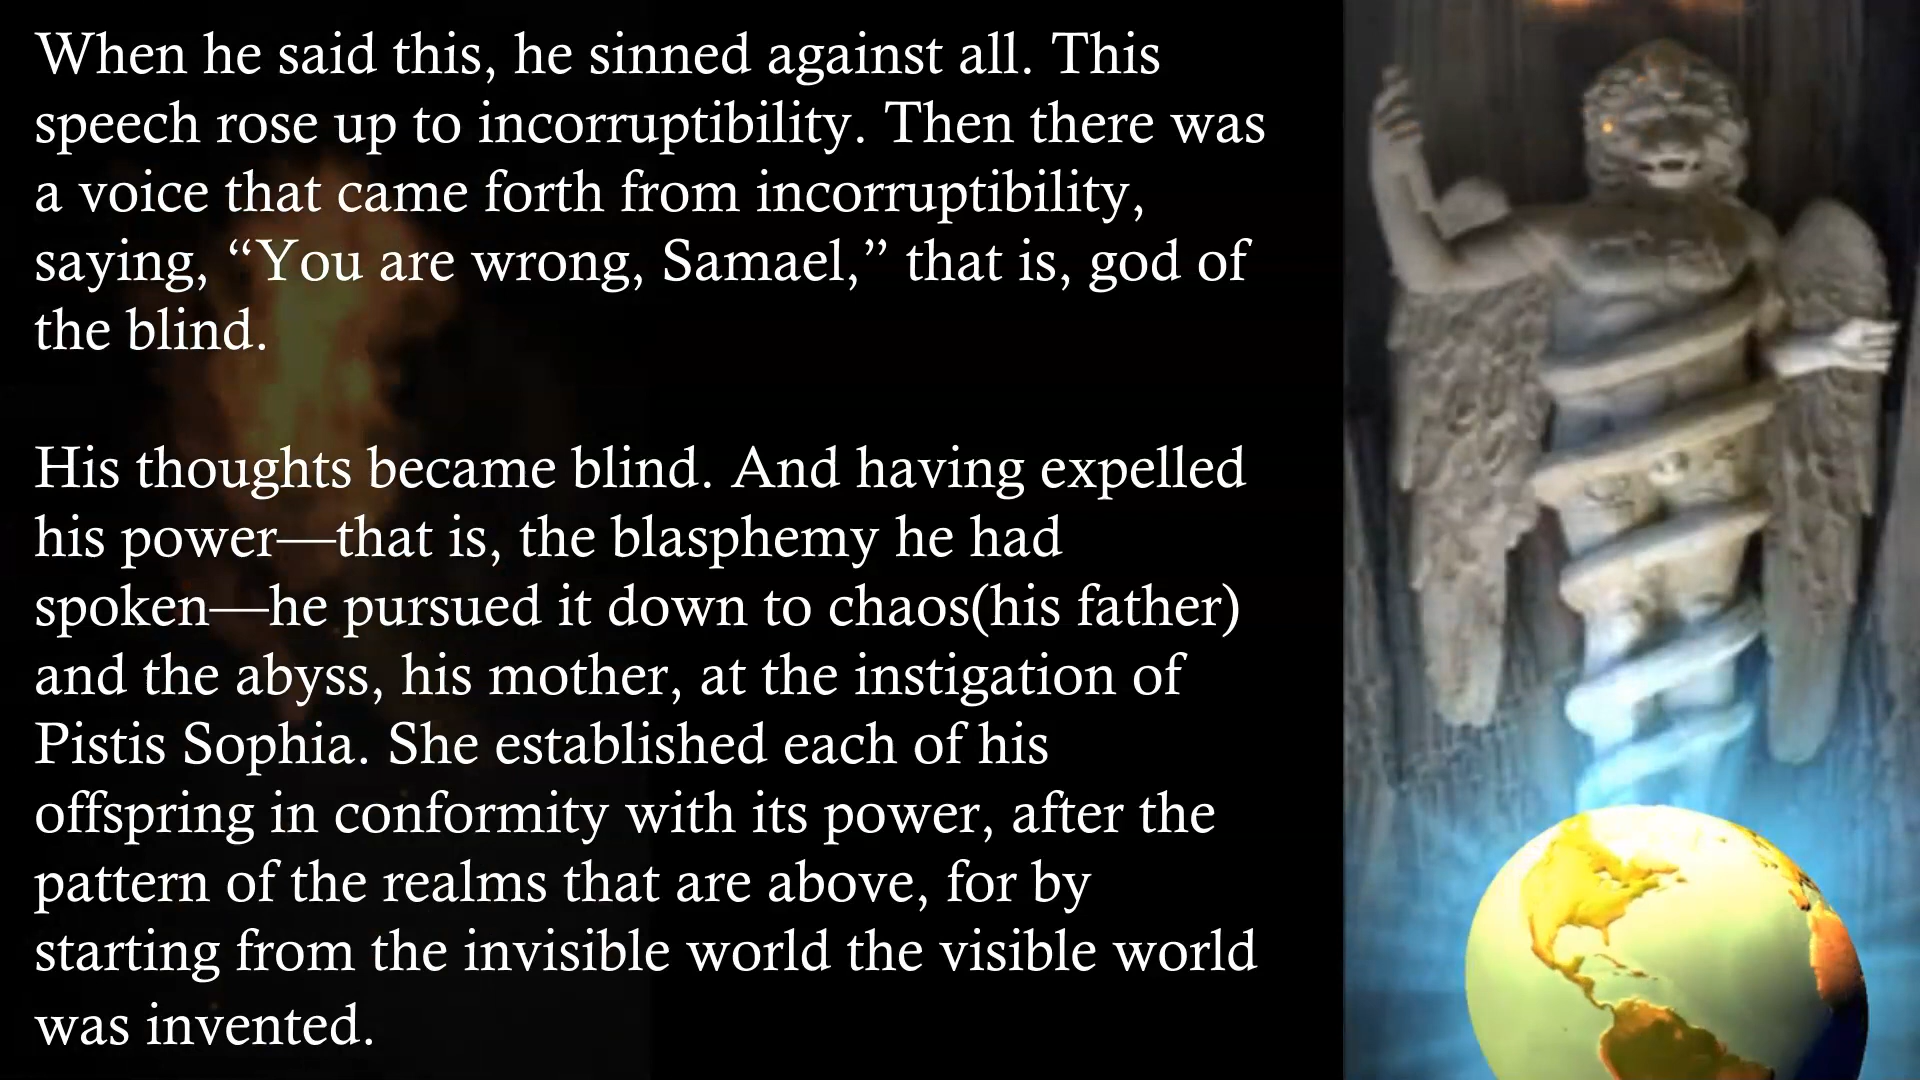 When he said this, he sinned against all. This
speech rose up to incorruptibility. Then there was
a voice that came forth from incorruptibility,
saying, “You are wrong, Samael,” that is, god of
the blind.
His thoughts became blind. And having expelled
his power—that is, the blasphemy he had
spoken—he pursued it down to chaos(his father)
and the abyss, his mother, at the instigation of
Pistis Sophia. She established each of his
offspring in conformity with its power, after the
pattern of the realms that are above, for by
starting from the invisible world the visible world
was invented.